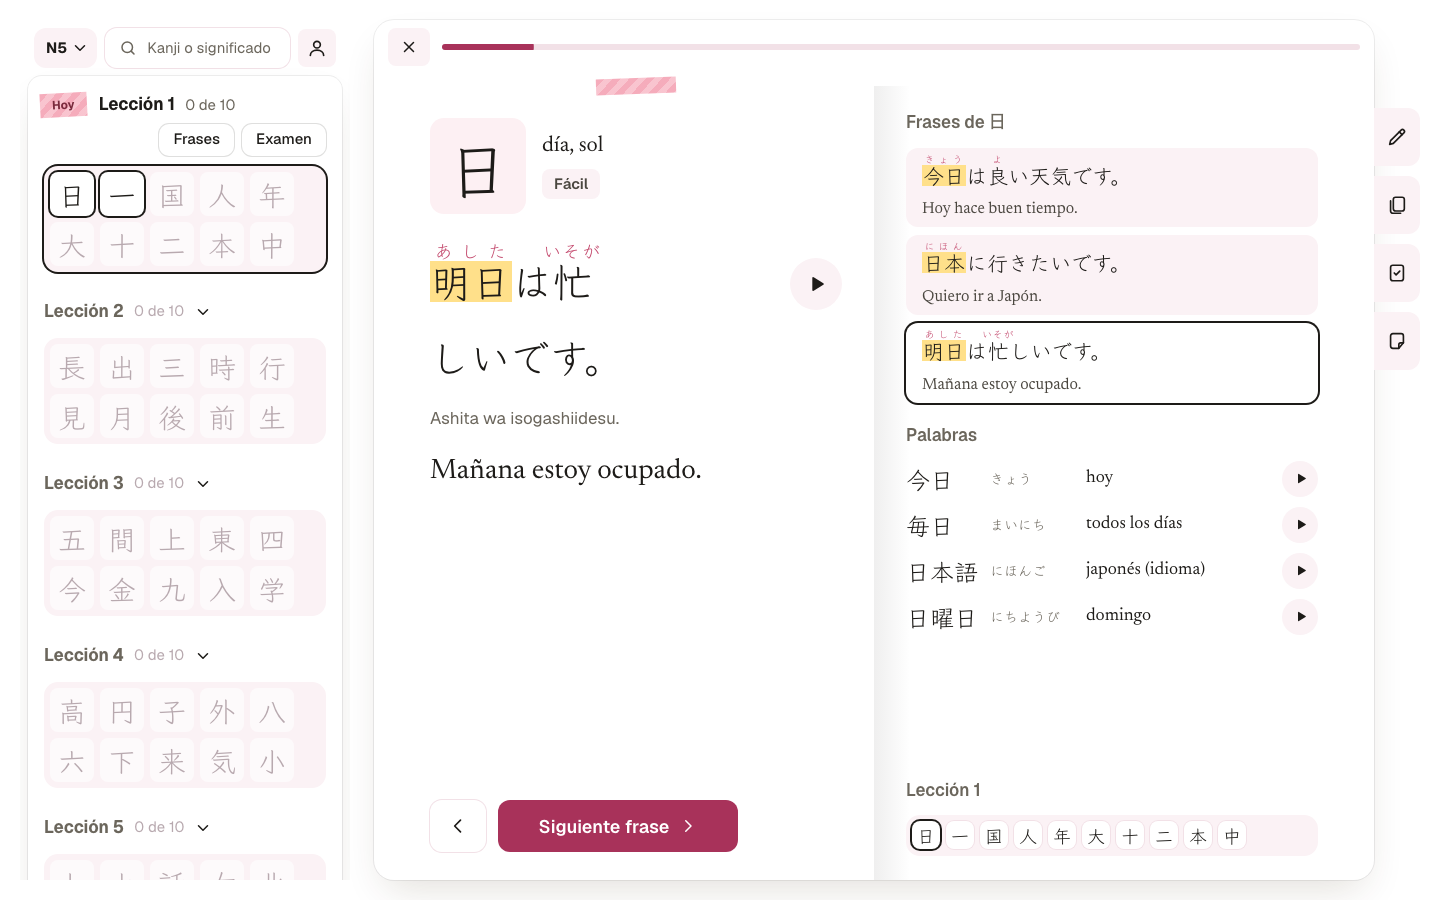 N5
Kanji o significado
Hoy
Lección 1
0 de 10
Frases
Examen
日 一 国 人 年
大 十 二 本 中
Lección 2
0 de 10
長 出 三 時 行
見 月 後 前 生
Lección 3
0 de 10
五 間 上 東 四
今 金 九 入 学
Lección 4
0 de 10
高 円 子 外 八
六 下 来 気 小
Lección 5
0 de 10
日
día, sol
Fácil
あした いそが
明日は忙
しいです。
Ashita wa isogashiidesu.
Mañana estoy ocupado.
Siguiente frase
Frases de 日
きょう よ
今日は良い天気です。
Hoy hace buen tiempo.
にほん
日本に行きたいです。
Quiero ir a Japón.
あした いそが
明日は忙しいです。
Mañana estoy ocupado.
Palabras
今日 きょう hoy
毎日 まいにち todos los días
日本語 にほんご japonés (idioma)
日曜日 にちようび domingo
Lección 1
日 一 国 人 年 大 十 二 本 中